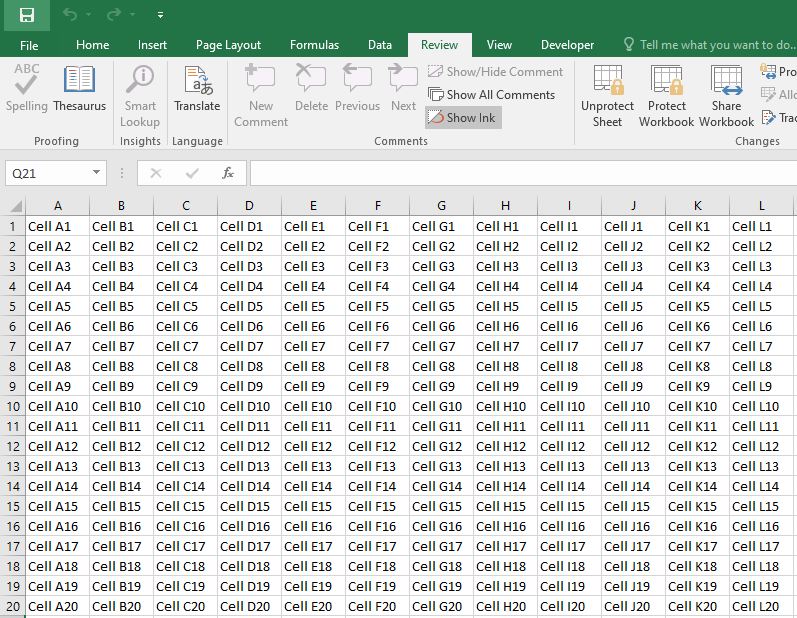 File Home Insert Page Layout Formulas Data Review View Developer Tell me what you want to do...
ABC Show/Hide Comment Pro
Show All Comments Allo
Spelling Thesaurus Smart Lookup Translate New Comment Delete Previous Next Show Ink Unprotect Sheet Protect Workbook Share Workbook Trac
Proofing Insights Language Comments Changes
Q21 fx
A B C D E F G H I J K L
1 Cell A1 Cell B1 Cell C1 Cell D1 Cell E1 Cell F1 Cell G1 Cell H1 Cell I1 Cell J1 Cell K1 Cell L1
2 Cell A2 Cell B2 Cell C2 Cell D2 Cell E2 Cell F2 Cell G2 Cell H2 Cell I2 Cell J2 Cell K2 Cell L2
3 Cell A3 Cell B3 Cell C3 Cell D3 Cell E3 Cell F3 Cell G3 Cell H3 Cell I3 Cell J3 Cell K3 Cell L3
4 Cell A4 Cell B4 Cell C4 Cell D4 Cell E4 Cell F4 Cell G4 Cell H4 Cell I4 Cell J4 Cell K4 Cell L4
5 Cell A5 Cell B5 Cell C5 Cell D5 Cell E5 Cell F5 Cell G5 Cell H5 Cell I5 Cell J5 Cell K5 Cell L5
6 Cell A6 Cell B6 Cell C6 Cell D6 Cell E6 Cell F6 Cell G6 Cell H6 Cell I6 Cell J6 Cell K6 Cell L6
7 Cell A7 Cell B7 Cell C7 Cell D7 Cell E7 Cell F7 Cell G7 Cell H7 Cell I7 Cell J7 Cell K7 Cell L7
8 Cell A8 Cell B8 Cell C8 Cell D8 Cell E8 Cell F8 Cell G8 Cell H8 Cell I8 Cell J8 Cell K8 Cell L8
9 Cell A9 Cell B9 Cell C9 Cell D9 Cell E9 Cell F9 Cell G9 Cell H9 Cell I9 Cell J9 Cell K9 Cell L9
10 Cell A10 Cell B10 Cell C10 Cell D10 Cell E10 Cell F10 Cell G10 Cell H10 Cell I10 Cell J10 Cell K10 Cell L10
11 Cell A11 Cell B11 Cell C11 Cell D11 Cell E11 Cell F11 Cell G11 Cell H11 Cell I11 Cell J11 Cell K11 Cell L11
12 Cell A12 Cell B12 Cell C12 Cell D12 Cell E12 Cell F12 Cell G12 Cell H12 Cell I12 Cell J12 Cell K12 Cell L12
13 Cell A13 Cell B13 Cell C13 Cell D13 Cell E13 Cell F13 Cell G13 Cell H13 Cell I13 Cell J13 Cell K13 Cell L13
14 Cell A14 Cell B14 Cell C14 Cell D14 Cell E14 Cell F14 Cell G14 Cell H14 Cell I14 Cell J14 Cell K14 Cell L14
15 Cell A15 Cell B15 Cell C15 Cell D15 Cell E15 Cell F15 Cell G15 Cell H15 Cell I15 Cell J15 Cell K15 Cell L15
16 Cell A16 Cell B16 Cell C16 Cell D16 Cell E16 Cell F16 Cell G16 Cell H16 Cell I16 Cell J16 Cell K16 Cell L16
17 Cell A17 Cell B17 Cell C17 Cell D17 Cell E17 Cell F17 Cell G17 Cell H17 Cell I17 Cell J17 Cell K17 Cell L17
18 Cell A18 Cell B18 Cell C18 Cell D18 Cell E18 Cell F18 Cell G18 Cell H18 Cell I18 Cell J18 Cell K18 Cell L18
19 Cell A19 Cell B19 Cell C19 Cell D19 Cell E19 Cell F19 Cell G19 Cell H19 Cell I19 Cell J19 Cell K19 Cell L19
20 Cell A20 Cell B20 Cell C20 Cell D20 Cell E20 Cell F20 Cell G20 Cell H20 Cell I20 Cell J20 Cell K20 Cell L20